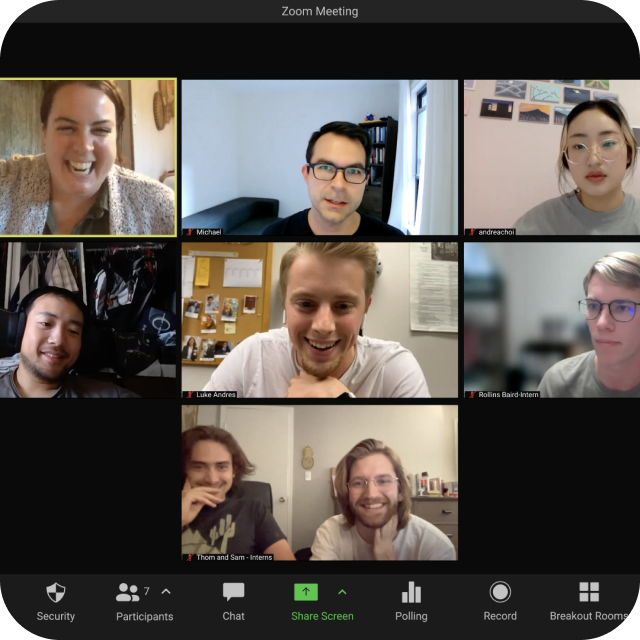 Zoom Meeting
Michael
andreachoi
Luke Andres
Rollins Baird-Intern
Thom and Sam - Interns
7
Security
Participants
Chat
Share Screen
Polling
Record
Breakout Rooms